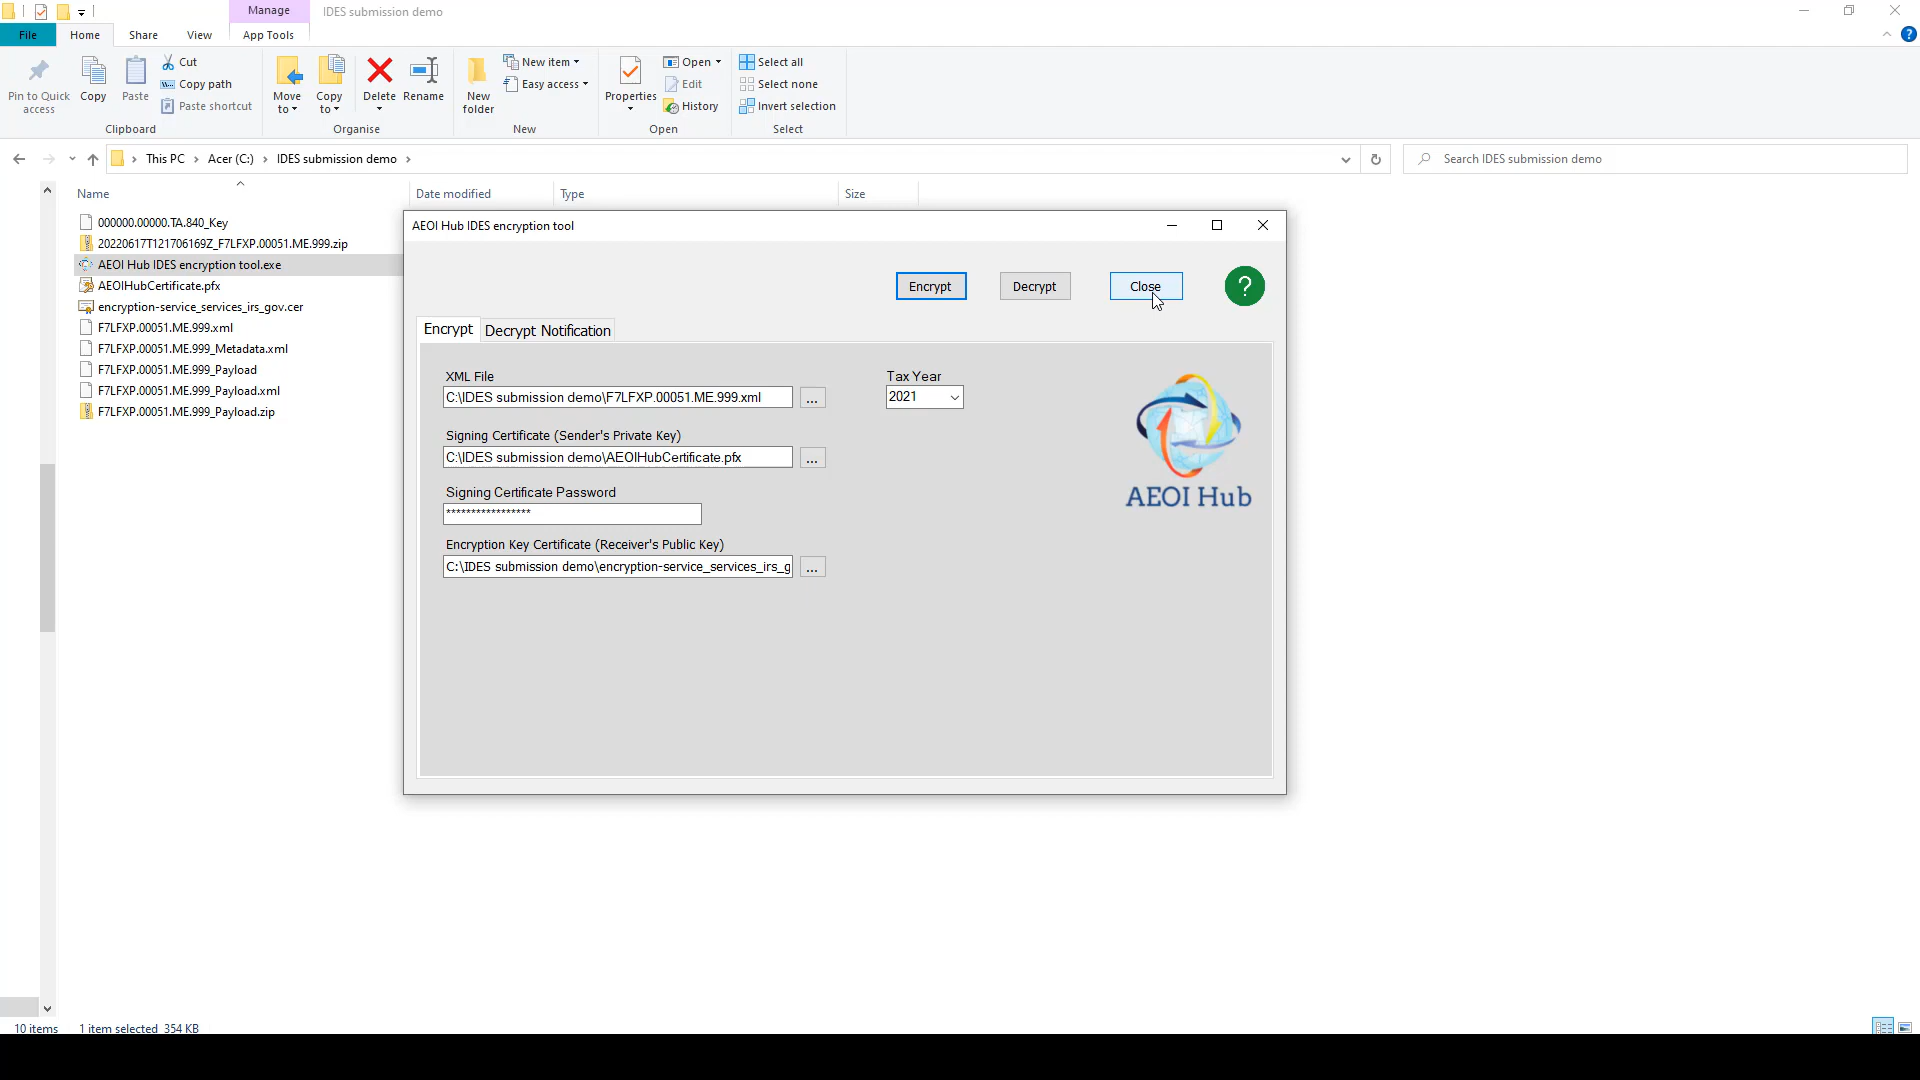 Manage
IDES submission demo
File
Home
Share
View
App Tools
Pin to Quick access
Copy
Paste
Cut
Copy path
Paste shortcut
Clipboard
Move to
Copy to
Delete
Rename
Organise
New folder
New item
Easy access
New
Properties
Open
Edit
History
Open
Select all
Select none
Invert selection
Select
This PC
Acer (C:)
IDES submission demo
Search IDES submission demo
Name
Date modified
Type
Size
000000.00000.TA.840_Key
20220617T121706169Z_F7LFXP.00051.ME.999.zip
AEOI Hub IDES encryption tool.exe
AEOIHubCertificate.pfx
encryption-service_services_irs_gov.cer
F7LFXP.00051.ME.999.xml
F7LFXP.00051.ME.999_Metadata.xml
F7LFXP.00051.ME.999_Payload
F7LFXP.00051.ME.999_Payload.xml
F7LFXP.00051.ME.999_Payload.zip
AEOI Hub IDES encryption tool
Encrypt
Decrypt
Close
?
Encrypt
Decrypt Notification
XML File
C:\IDES submission demo\F7LFXP.00051.ME.999.xml
...
Tax Year
2021
Signing Certificate (Sender's Private Key)
C:\IDES submission demo\AEOIHubCertificate.pfx
...
Signing Certificate Password
*****************
Encryption Key Certificate (Receiver's Public Key)
C:\IDES submission demo\encryption-service_services_irs_g
...
AEOI Hub
10 items
1 item selected 354 KB